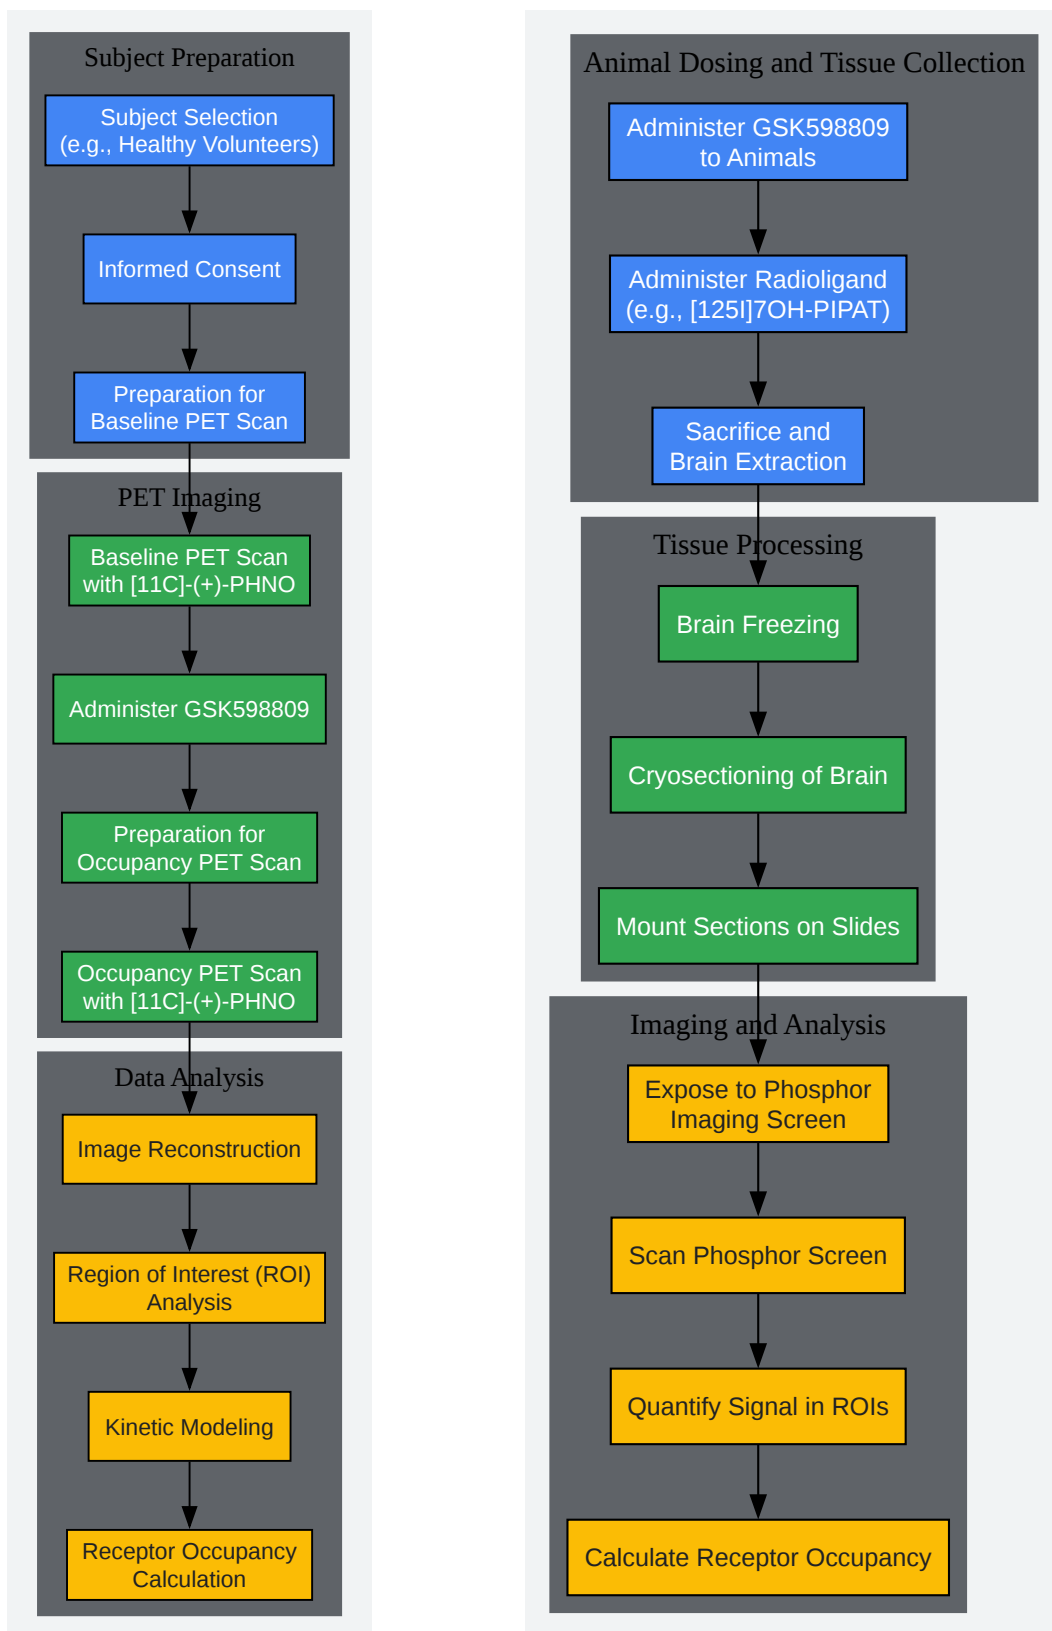 Subject Preparation
Subject Selection
(e.g., Healthy Volunteers)
Informed Consent
Preparation for
Baseline PET Scan
PET Imaging
Baseline PET Scan
with [11C]-(+)-PHNO
Administer GSK598809
Preparation for
Occupancy PET Scan
Occupancy PET Scan
with [11C]-(+)-PHNO
Data Analysis
Image Reconstruction
Region of Interest (ROI)
Analysis
Kinetic Modeling
Receptor Occupancy
Calculation
Animal Dosing and Tissue Collection
Administer GSK598809
to Animals
Administer Radioligand
(e.g., [125I]7OH-PIPAT)
Sacrifice and
Brain Extraction
Tissue Processing
Brain Freezing
Cryosectioning of Brain
Mount Sections on Slides
Imaging and Analysis
Expose to Phosphor
Imaging Screen
Scan Phosphor Screen
Quantify Signal in ROIs
Calculate Receptor Occupancy